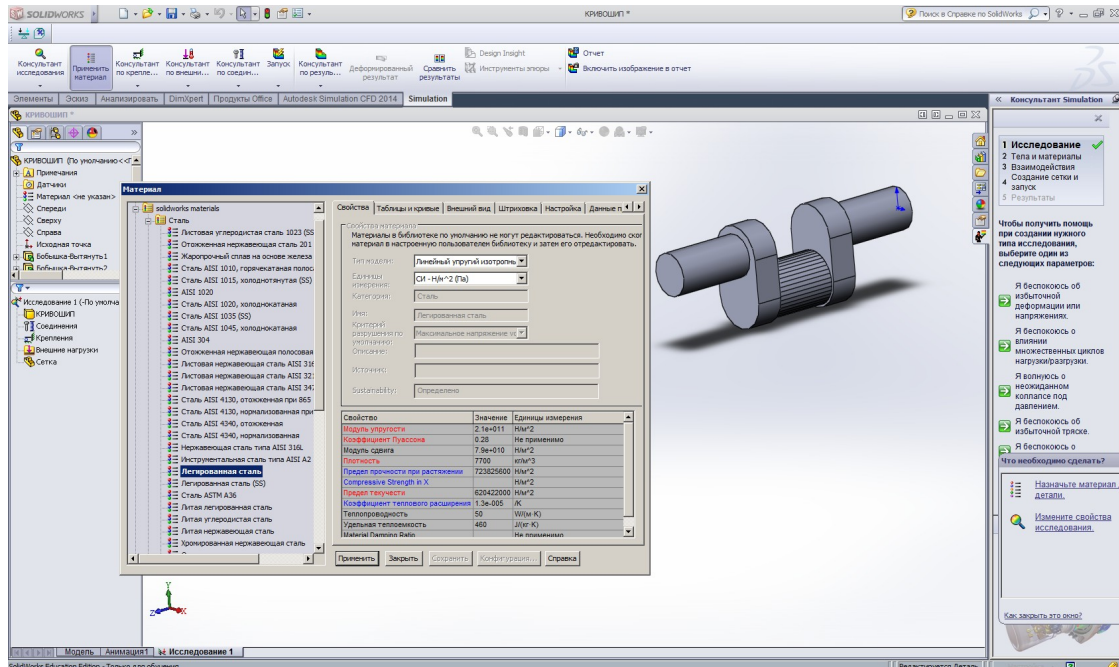 SOLIDWORKS
КРИВОШИП *
Поиск в Справке по SolidWorks
Консультант исследования
Применить материал
Консультант по крепле...
Консультант по внешни...
Консультант по соедин...
Запуск
Консультант по резуль...
Деформированный результат
Сравнить результаты
Design Insight
Инструменты эпюры
Отчет
Включить изображение в отчет
Элементы
Эскиз
Анализировать
DimXpert
Продукты Office
Autodesk Simulation CFD 2014
Simulation
КРИВОШИП *
КРИВОШИП (По умолчанию<<Г
Примечания
Датчики
Материал <не указан>
Спереди
Сверху
Справа
Исходная точка
Бобышка-Вытянуть1
Бобышка-Вытянуть2
Исследование 1 (-По умолча
КРИВОШИП
Соединения
Крепления
Внешние нагрузки
Сетка
Материал
solidworks materials
Сталь
Листовая углеродистая сталь 1023 (SS
Отожженная нержавеющая сталь 201
Жаропрочный сплав на основе железа
Сталь AISI 1010, горячекатаная полос
Сталь AISI 1015, холоднотянутая (SS)
AISI 1020
Сталь AISI 1020, холоднокатаная
Сталь AISI 1035 (SS)
Сталь AISI 1045, холоднокатаная
AISI 304
Отожженная нержавеющая полосовая
Листовая нержавеющая сталь AISI 316
Листовая нержавеющая сталь AISI 321
Листовая нержавеющая сталь AISI 347
Сталь AISI 4130, отожженная при 865
Сталь AISI 4130, нормализованная при
Сталь AISI 4340, отожженная
Сталь AISI 4340, нормализованная
Нержавеющая сталь типа AISI 316L
Инструментальная сталь типа AISI A2
Легированная сталь
Легированная сталь (SS)
Сталь ASTM A36
Литая легированная сталь
Литая углеродистая сталь
Литая нержавеющая сталь
Хромированная нержавеющая сталь
Свойства
Таблицы и кривые
Внешний вид
Штриховка
Настройка
Данные п
Свойства материала
Материалы в библиотеке по умолчанию не могут редактироваться. Необходимо скоп
материал в настроенную пользователем библиотеку и затем его отредактировать.
Тип модели: Линейный упругий изотропны
Единицы измерения: СИ - Н/м^2 (Па)
Категория: Сталь
Имя: Легированная сталь
Критерий разрушения по умолчанию: Максимальное напряжение vo
Описание:
Источник:
Sustainability: Определено
Свойство Значение Единицы измерения
Модуль упругости 2.1e+011 Н/м^2
Коэффициент Пуассона 0.28 Не применимо
Модуль сдвига 7.9e+010 Н/м^2
Плотность 7700 кг/м^3
Предел прочности при растяжении 723825600 Н/м^2
Compressive Strength in X Н/м^2
Предел текучести 620422000 Н/м^2
Коэффициент теплового расширения 1.3e-005 /K
Теплопроводность 50 W/(м·K)
Удельная теплоемкость 460 J/(кг·K)
Material Damping Ratio Не применимо
Применить
Закрыть
Сохранить
Конфигурация...
Справка
Y
Z
X
Консультант Simulation
1 Исследование
2 Тела и материалы
3 Взаимодействия
4 Создание сетки и
запуск
5 Результаты
Чтобы получить помощь
при создании нужного
типа исследования,
выберите один из
следующих параметров:
Я беспокоюсь об
избыточной
деформации или
напряжениях.
Я беспокоюсь о
влиянии
множественных циклов
нагрузки/разгрузки.
Я волнуюсь о
неожиданном
коллапсе под
давлением.
Я беспокоюсь об
избыточной тряске.
Я беспокоюсь о
Что необходимо сделать?
Назначьте материал
детали.
Измените свойства
исследования.
Как закрыть это окно?
Модель
Анимация1
Исследование 1
SolidWorks Education Edition - Только для обучения
Редактируется Деталь